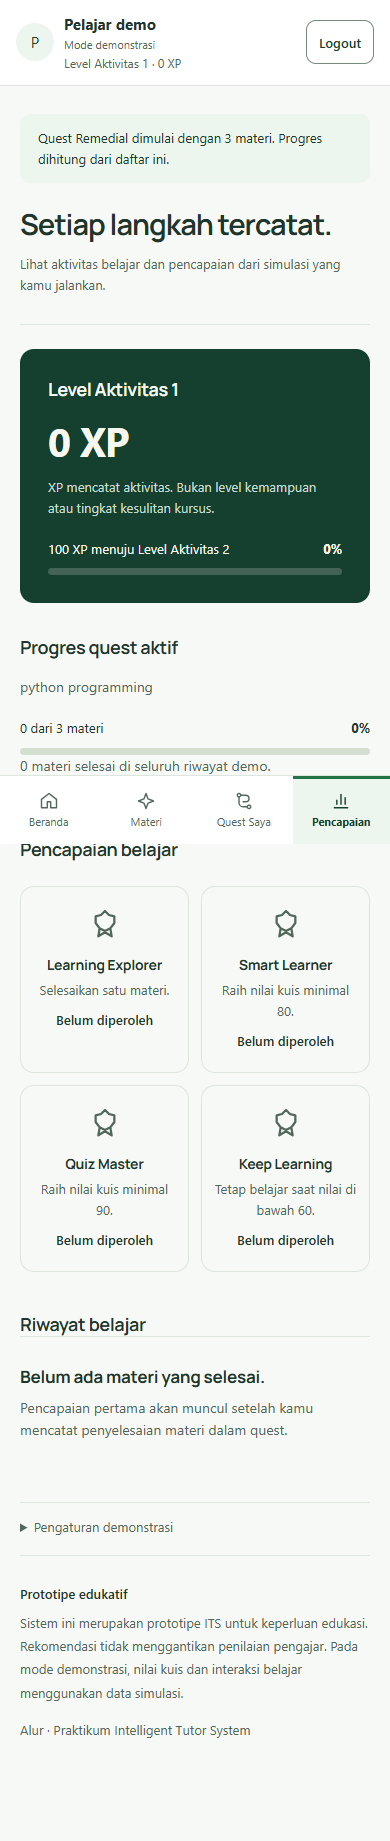 P
Pelajar demo
Mode demonstrasi
Level Aktivitas 1 · 0 XP
Logout
Quest Remedial dimulai dengan 3 materi. Progres
dihitung dari daftar ini.
Setiap langkah tercatat.
Lihat aktivitas belajar dan pencapaian dari simulasi yang
kamu jalankan.
Level Aktivitas 1
0 XP
XP mencatat aktivitas. Bukan level kemampuan
atau tingkat kesulitan kursus.
100 XP menuju Level Aktivitas 2 0%
Progres quest aktif
python programming
0 dari 3 materi 0%
0 materi selesai di seluruh riwayat demo.
Beranda Materi Quest Saya Pencapaian
Pencapaian belajar
Learning Explorer
Selesaikan satu materi.
Belum diperoleh
Smart Learner
Raih nilai kuis minimal
80.
Belum diperoleh
Quiz Master
Raih nilai kuis minimal
90.
Belum diperoleh
Keep Learning
Tetap belajar saat nilai di
bawah 60.
Belum diperoleh
Riwayat belajar
Belum ada materi yang selesai.
Pencapaian pertama akan muncul setelah kamu
mencatat penyelesaian materi dalam quest.
Pengaturan demonstrasi
Prototipe edukatif
Sistem ini merupakan prototipe ITS untuk keperluan edukasi.
Rekomendasi tidak menggantikan penilaian pengajar. Pada
mode demonstrasi, nilai kuis dan interaksi belajar
menggunakan data simulasi.
Alur · Praktikum Intelligent Tutor System